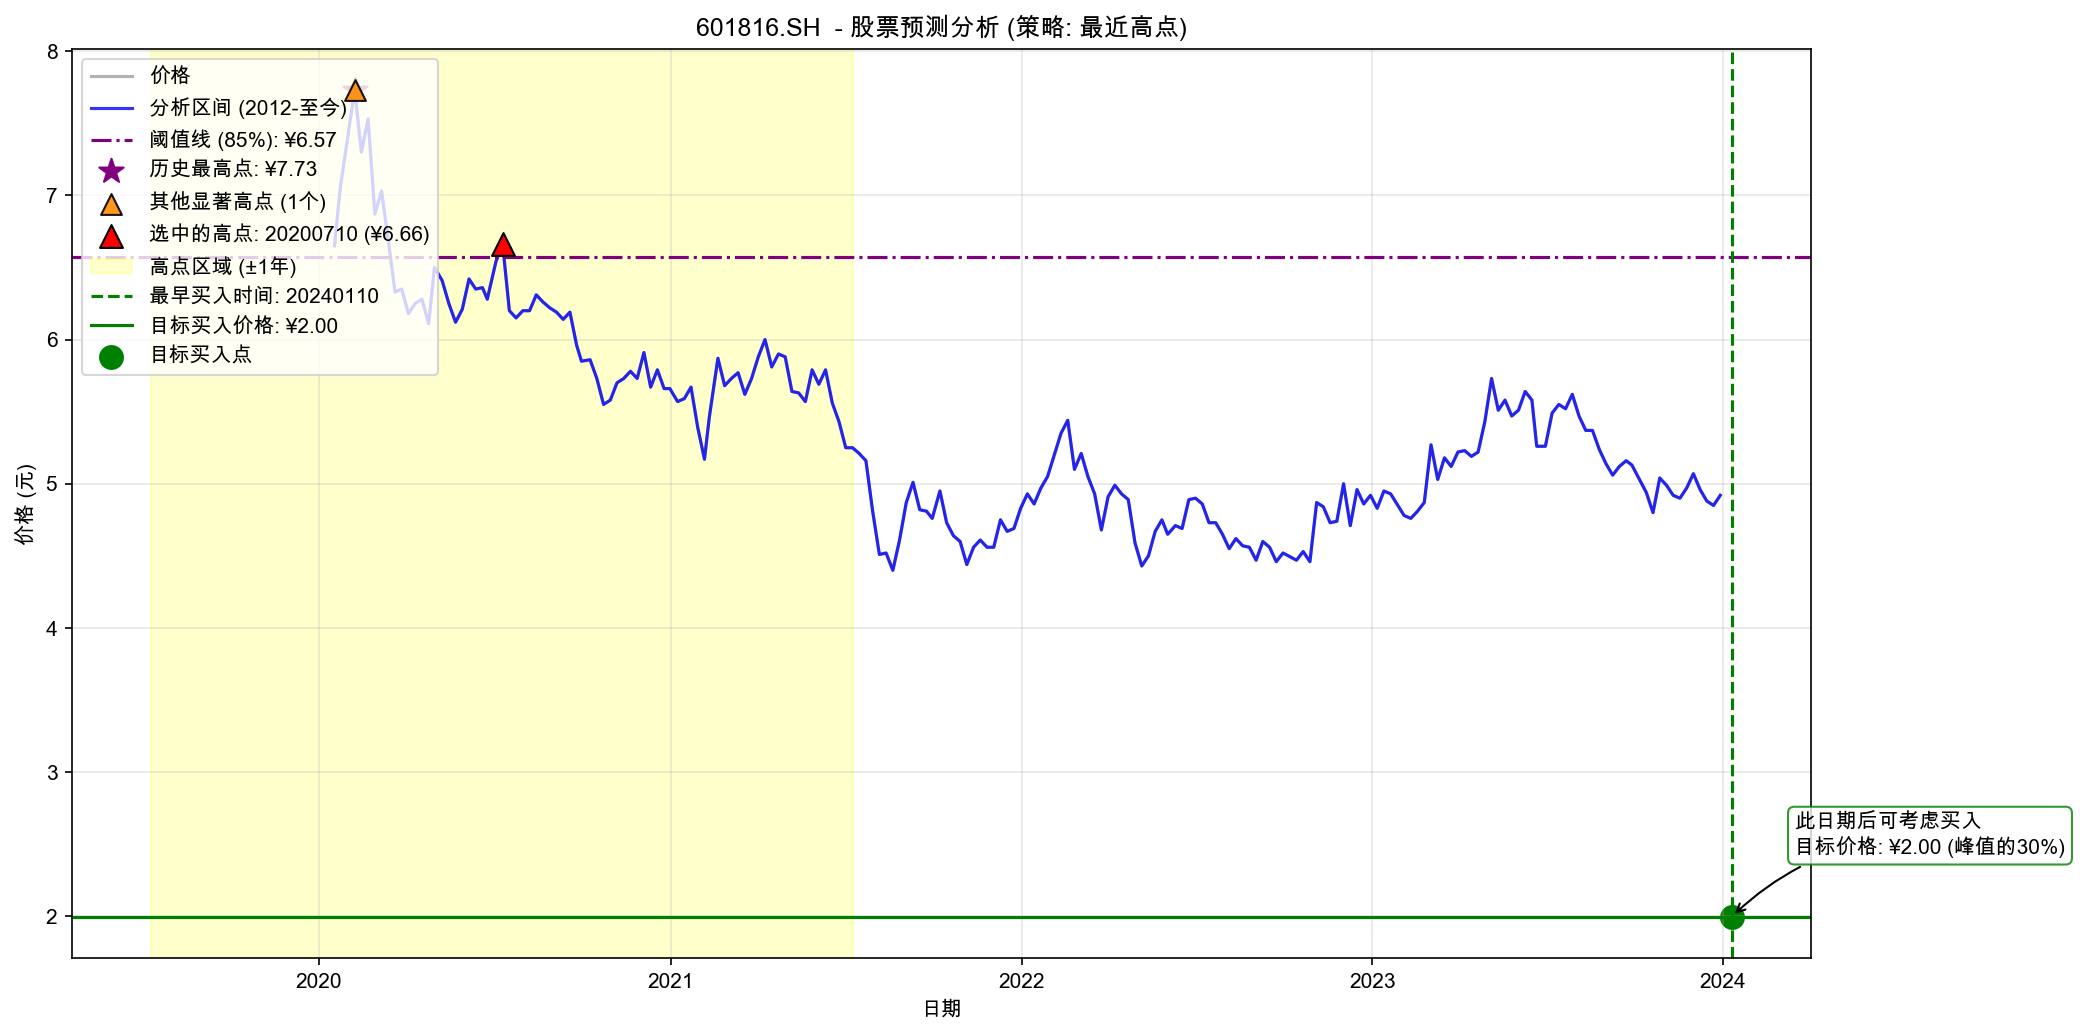 601816.SH - 股票预测分析 (策略: 最近高点)
价格
分析区间 (2012-至今)
阈值线 (85%): ¥6.57
历史最高点: ¥7.73
其他显著高点 (1个)
选中的高点: 20200710 (¥6.66)
高点区域 (±1年)
最早买入时间: 20240110
目标买入价格: ¥2.00
目标买入点
价格 (元)
8
7
6
5
4
3
2
此日期后可考虑买入
目标价格: ¥2.00 (峰值的30%)
2020
2021
2022
2023
2024
日期